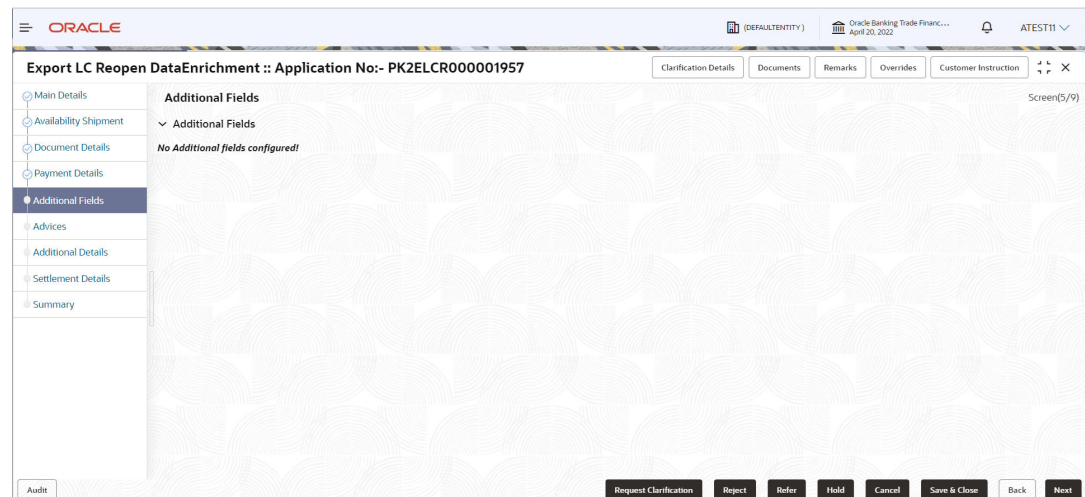 ORACLE
(DEFAULTENTITY)
Oracle Banking Trade Financ...
April 20, 2022
ATEST11
Export LC Reopen DataEnrichment :: Application No:- PK2ELCR000001957
Clarification Details
Documents
Remarks
Overrides
Customer Instruction
Main Details
Availability Shipment
Document Details
Payment Details
Additional Fields
Advices
Additional Details
Settlement Details
Summary
Additional Fields
Screen(5/9)
Additional Fields
No Additional fields configured!
Audit
Request Clarification
Reject
Refer
Hold
Cancel
Save & Close
Back
Next